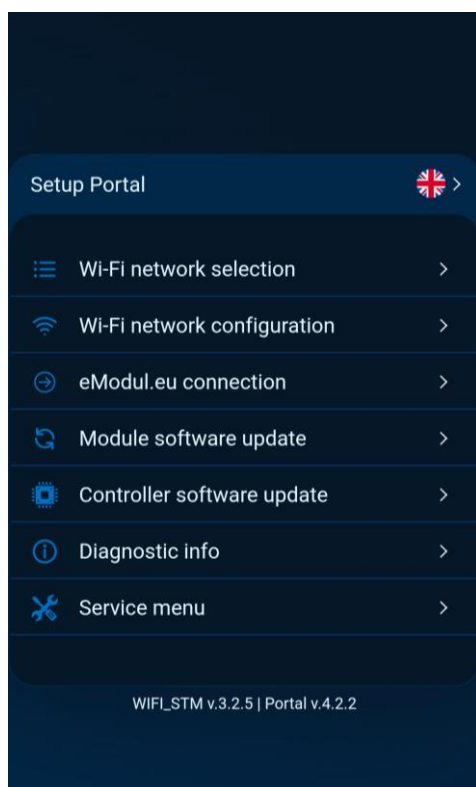 Setup Portal
Wi-Fi network selection
Wi-Fi network configuration
eModul.eu connection
Module software update
Controller software update
Diagnostic info
Service menu
WIFI_STM v.3.2.5 | Portal v.4.2.2